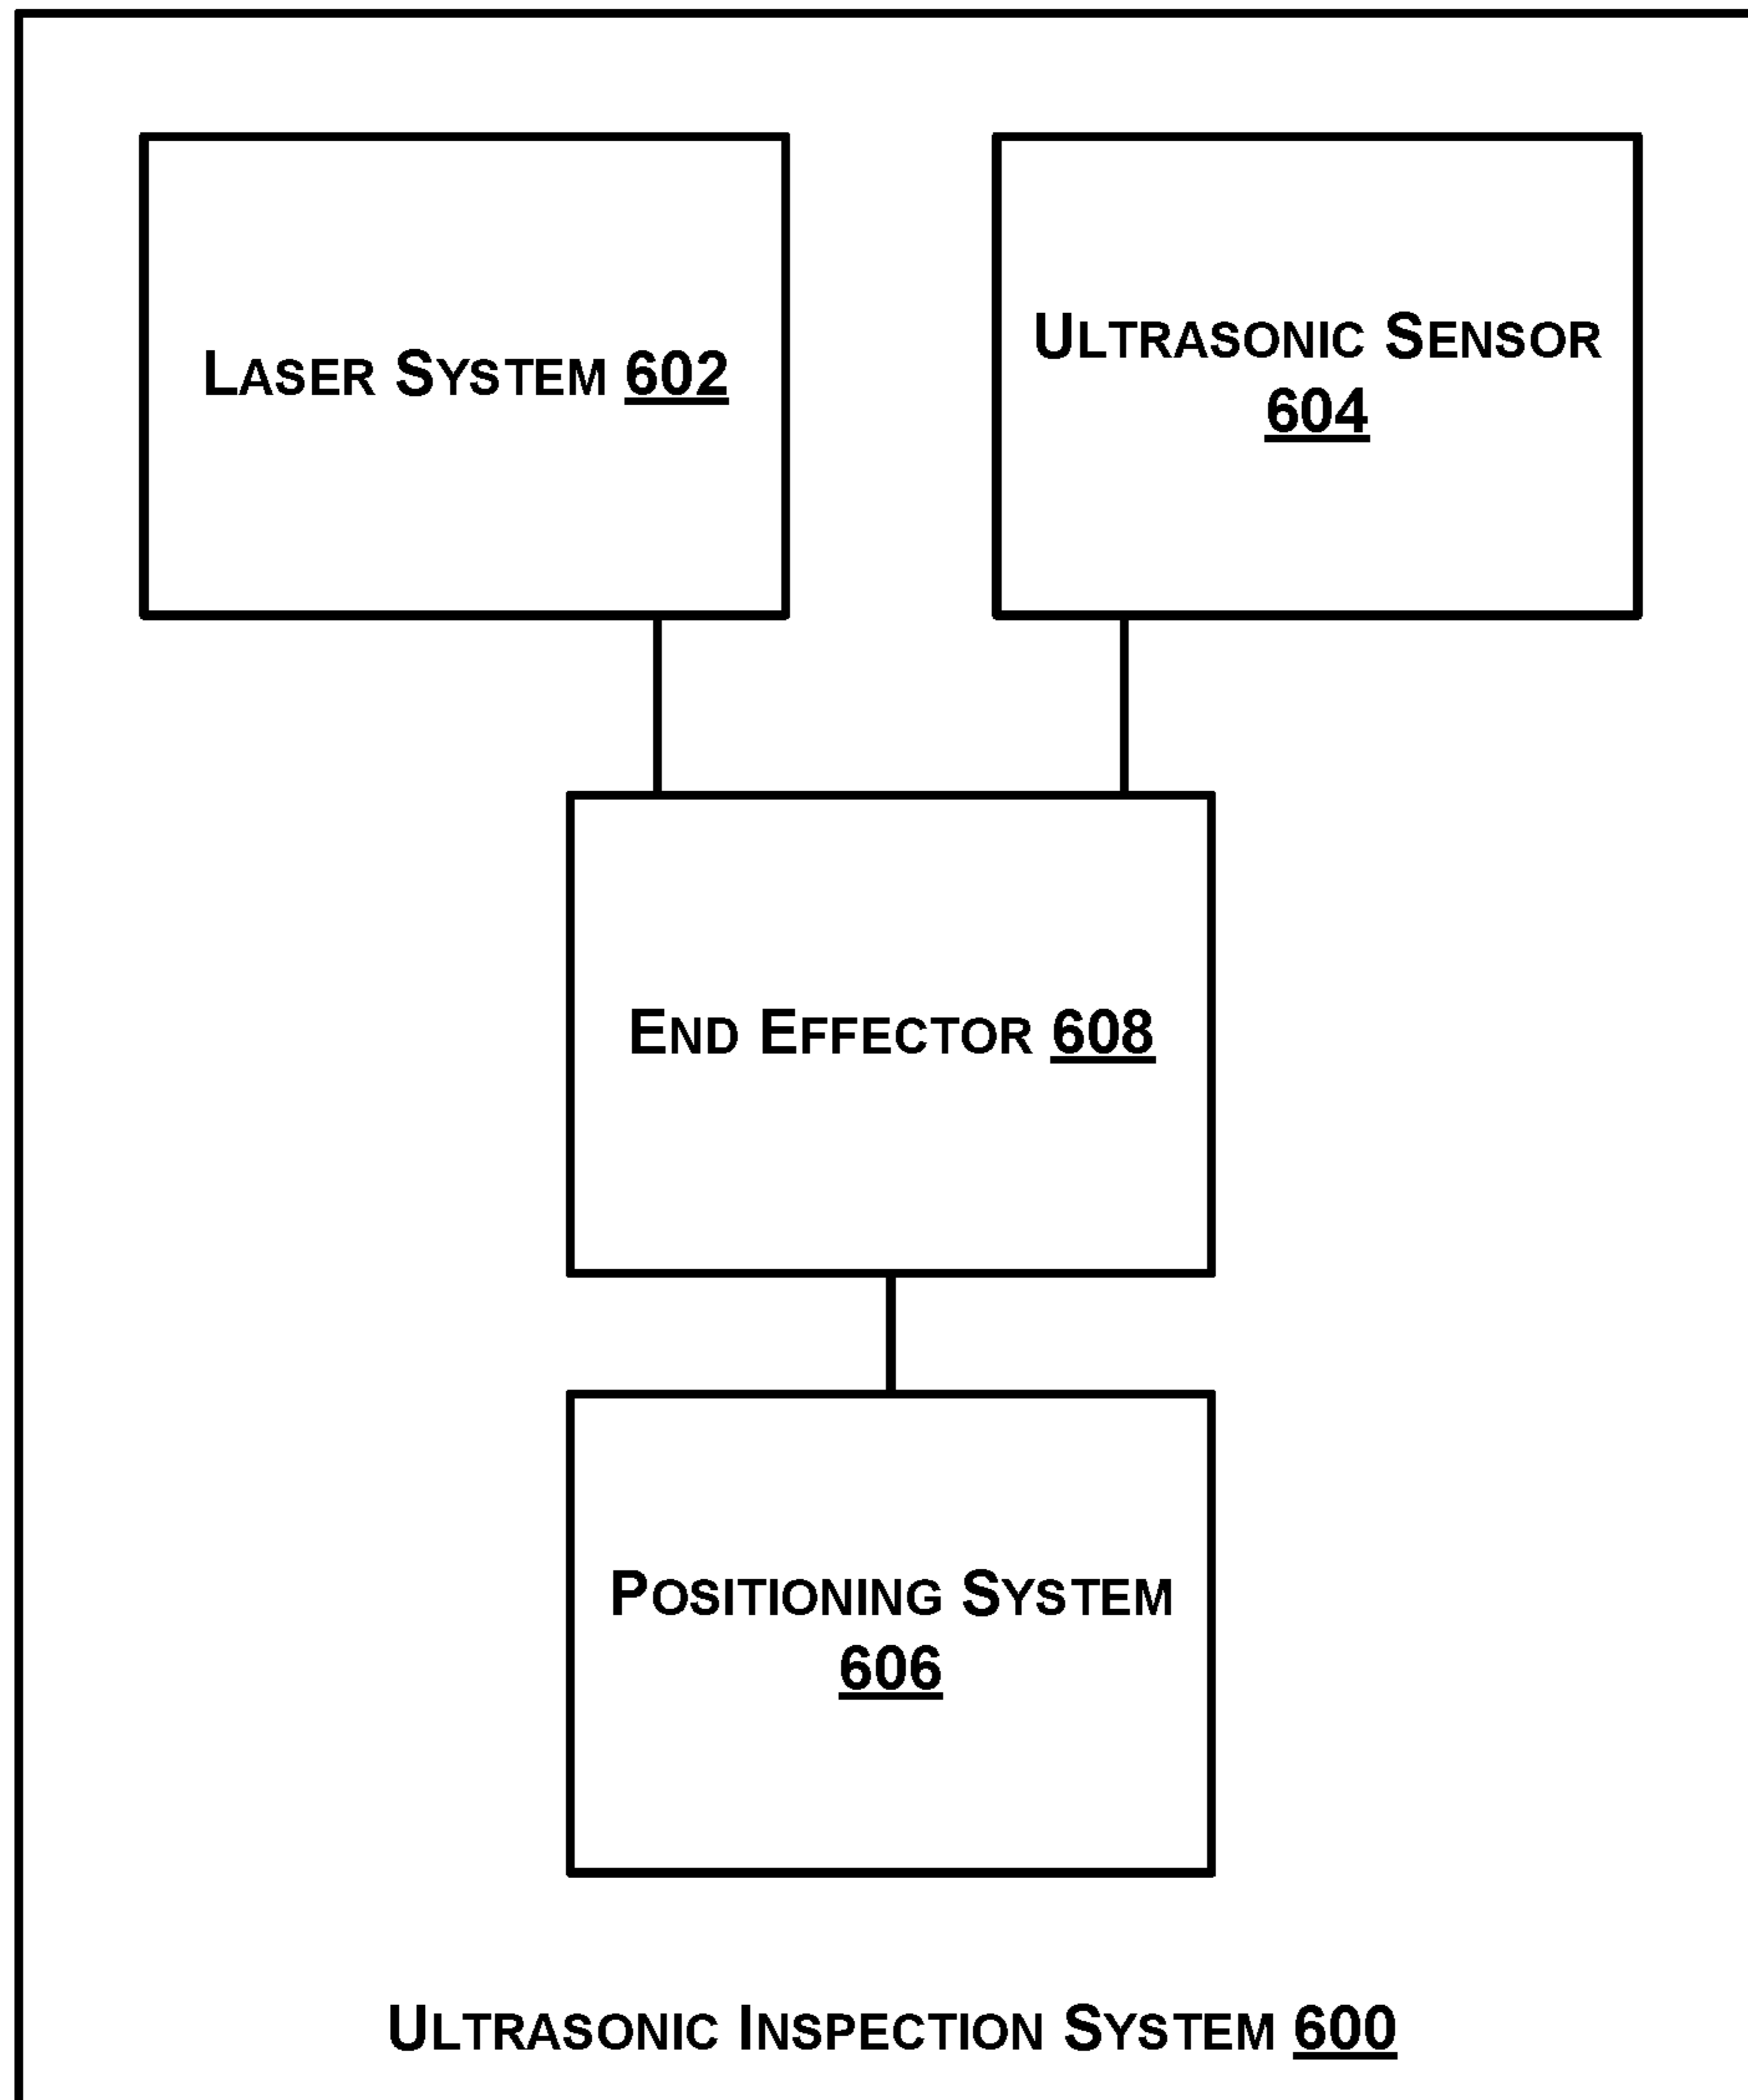 LASER SYSTEM 602
ULTRASONIC SENSOR
604
END EFFECTOR 608
POSITIONING SYSTEM
606
ULTRASONIC INSPECTION SYSTEM 600